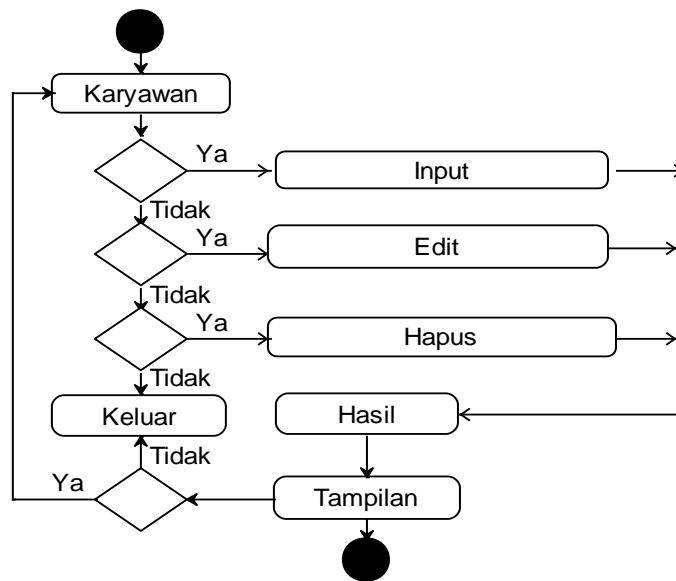 Karyawan
Ya
Input
Tidak
Ya
Edit
Tidak
Ya
Hapus
Tidak
Keluar
Hasil
Tidak
Ya
Tampilan